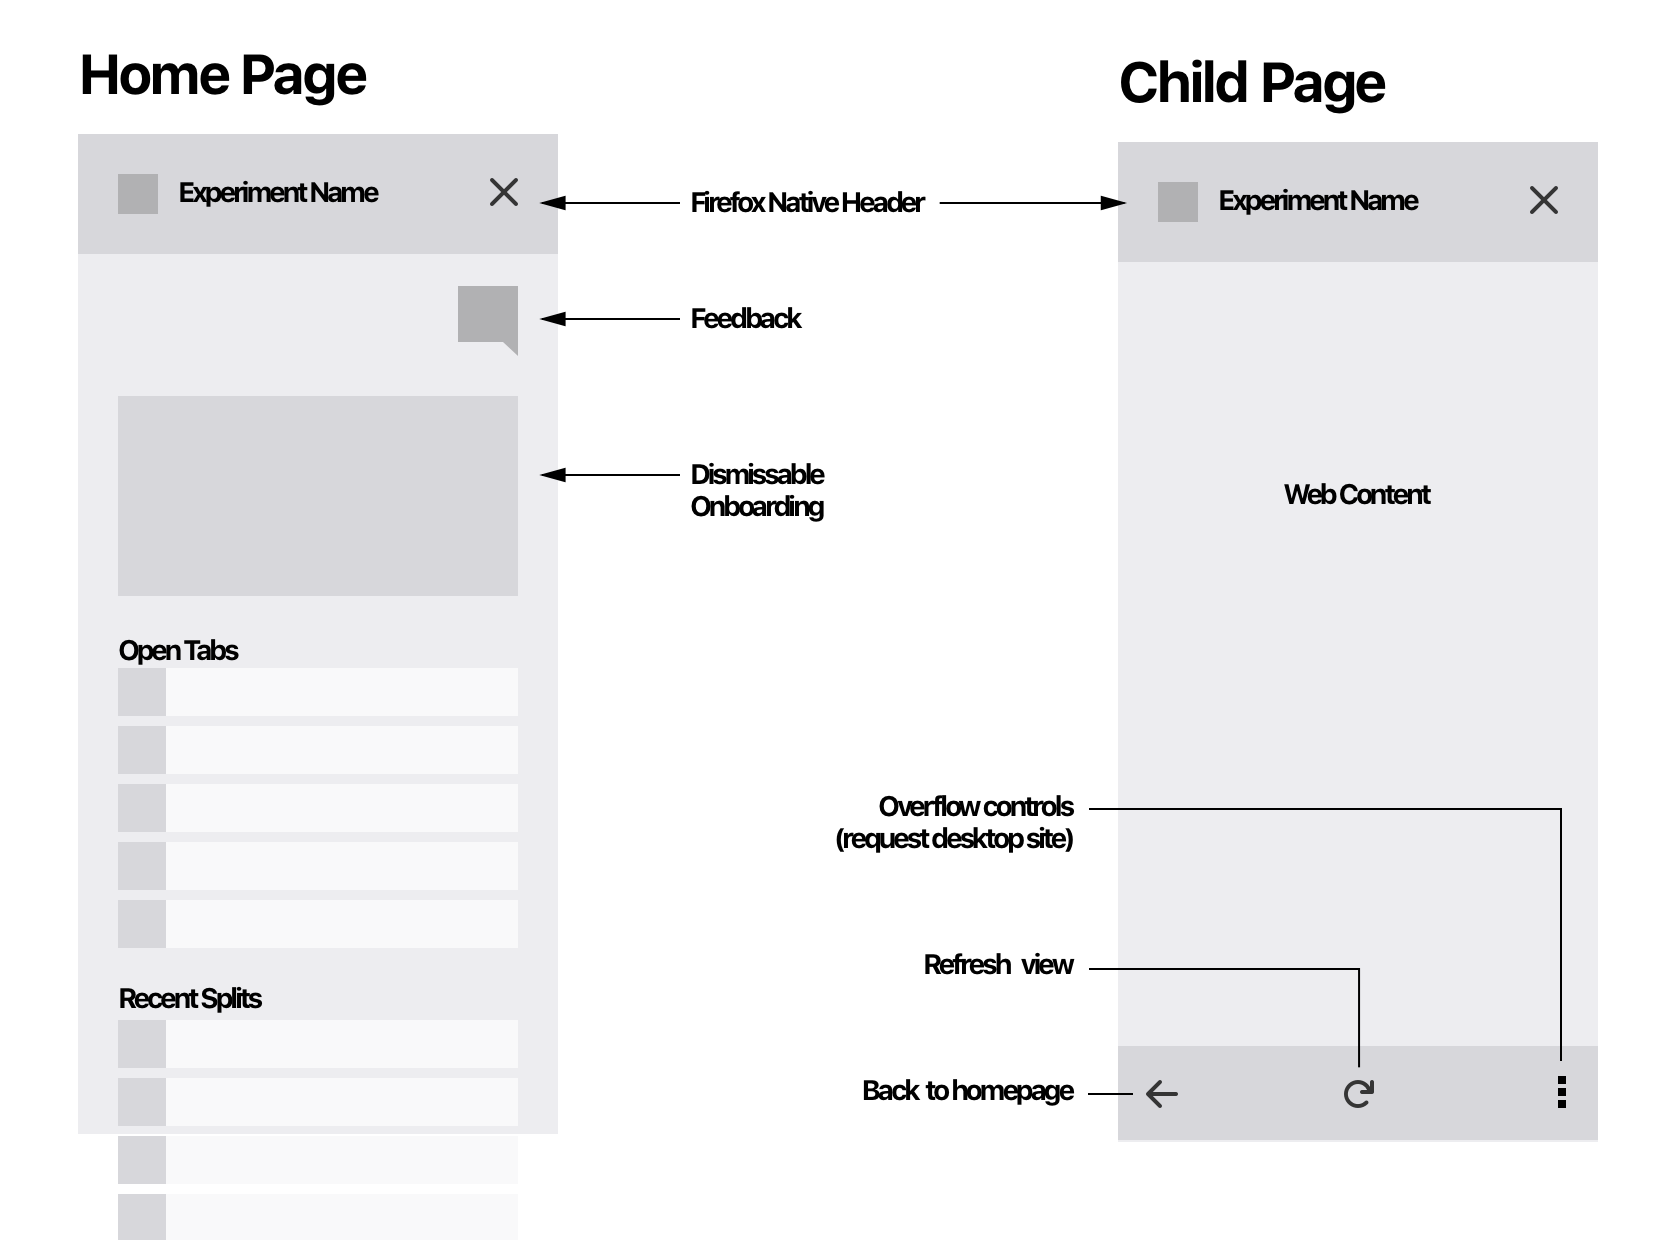 Home Page
Experiment Name
Open Tabs
Recent Splits
Firefox Native Header
Feedback
Dismissable
Onboarding
Overflow controls
(request desktop site)
Refresh view
Back to homepage
Child Page
Experiment Name
Web Content